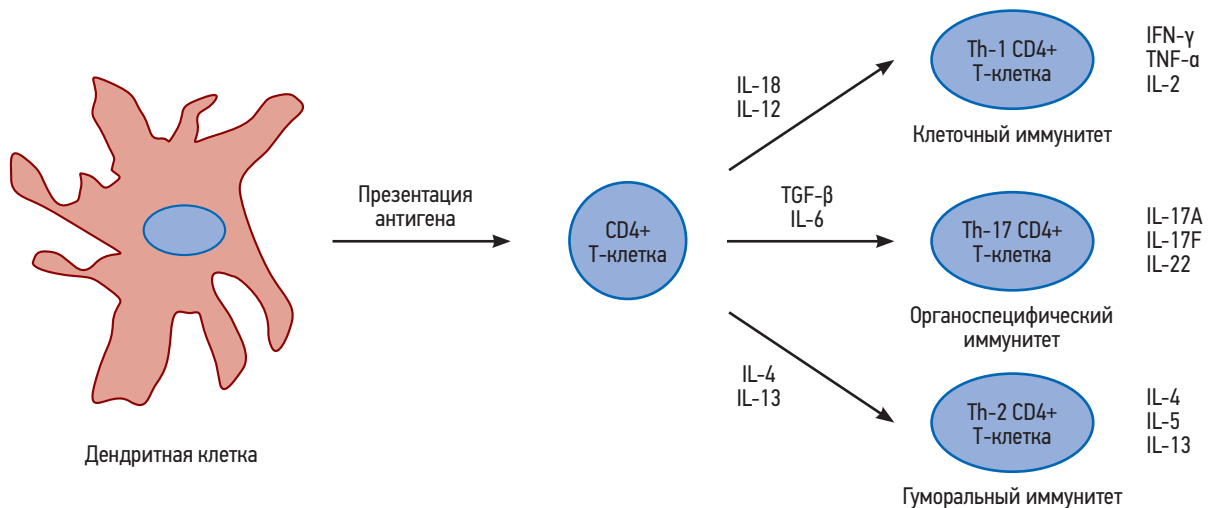 Дендритная клетка
Презентация
антигена
CD4+
Т-клетка
IL-18
IL-12
TGF-β
IL-6
IL-4
IL-13
Th-1 CD4+
Т-клетка
Клеточный иммунитет
IFN-γ
TNF-α
IL-2
Th-17 CD4+
Т-клетка
Органоспецифический
иммунитет
IL-17A
IL-17F
IL-22
Th-2 CD4+
Т-клетка
Гуморальный иммунитет
IL-4
IL-5
IL-13